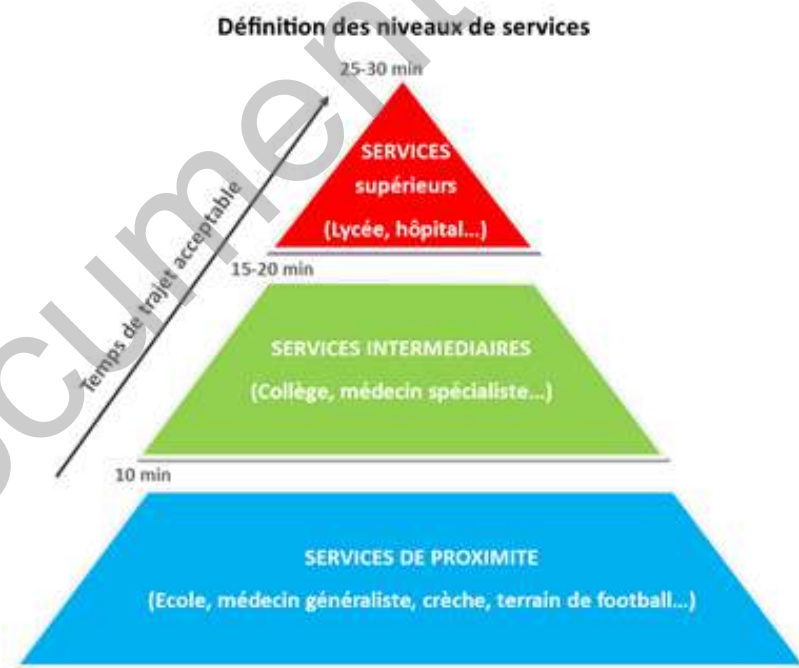 Définition des niveaux de services
25-30 min
SERVICES
supérieurs
(Lycée, hôpital...)
Temps de trajet acceptable
15-20 min
SERVICES INTERMEDIAIRES
(Collège, médecin spécialiste...)
10 min
SERVICES DE PROXIMITE
(Ecole, médecin généraliste, crèche, terrain de football...)
ocument